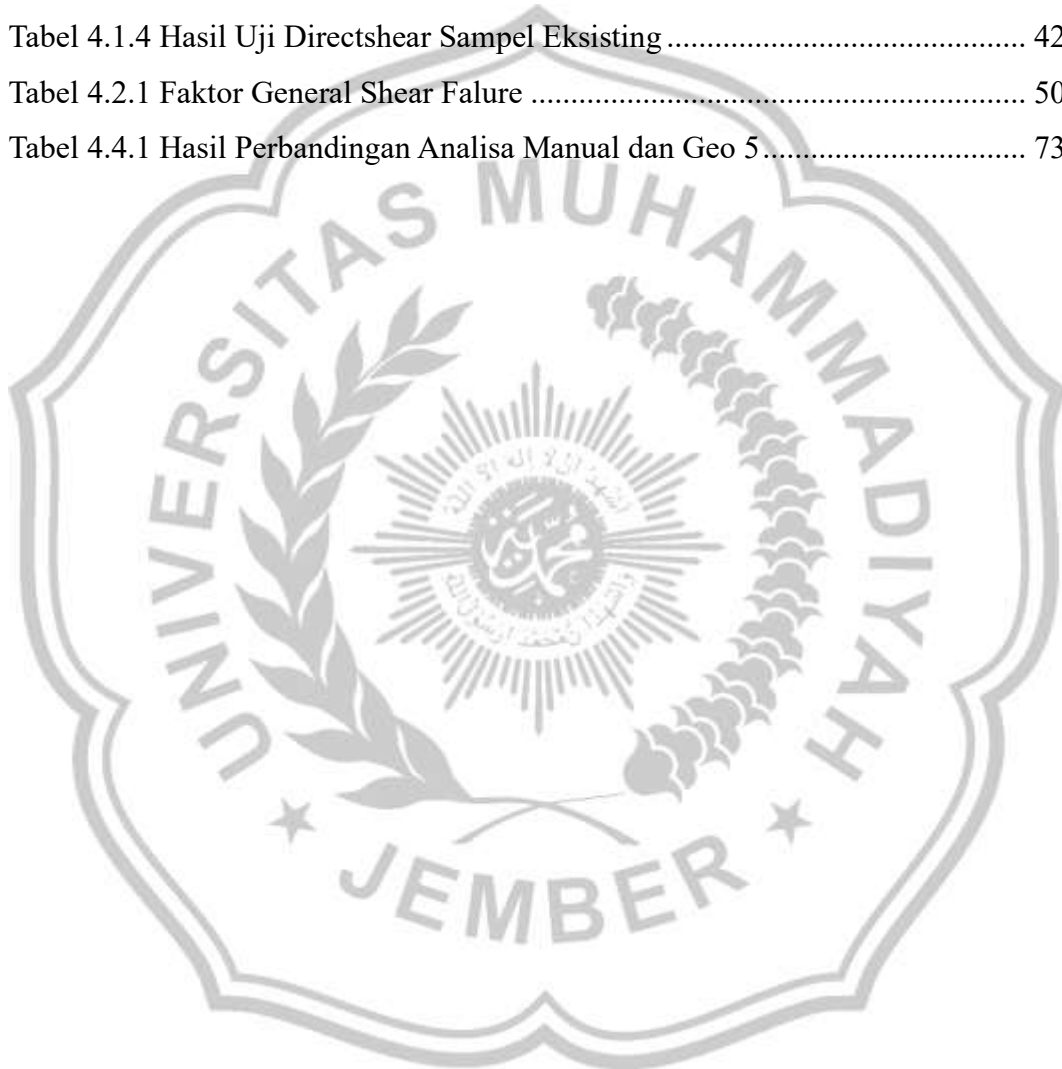 Tabel 4.1.4 Hasil Uji Directshear Sampel Eksisting ........................................ 42
Tabel 4.2.1 Faktor General Shear Falure ....................................................... 50
Tabel 4.4.1 Hasil Perbandingan Analisa Manual dan Geo 5............................. 73
UNIVERSITAS MUHAMMADIYAH
JEMBER